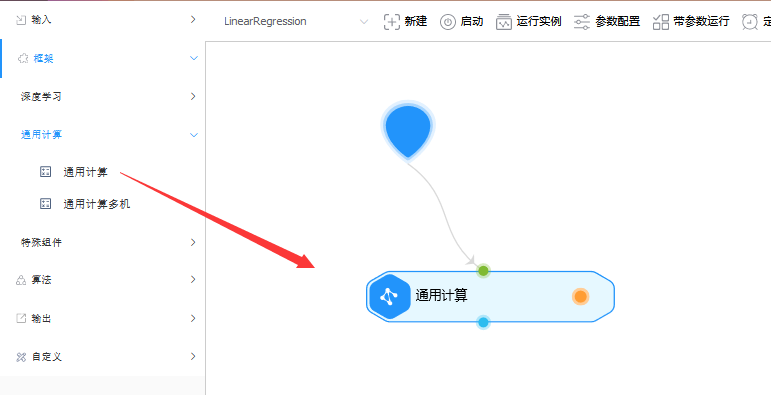 输入
框架
深度学习
通用计算
通用计算
通用计算多机
特殊组件
算法
输出
自定义
LinearRegression 新建 启动 运行实例 参数配置 带参数运行
通用计算